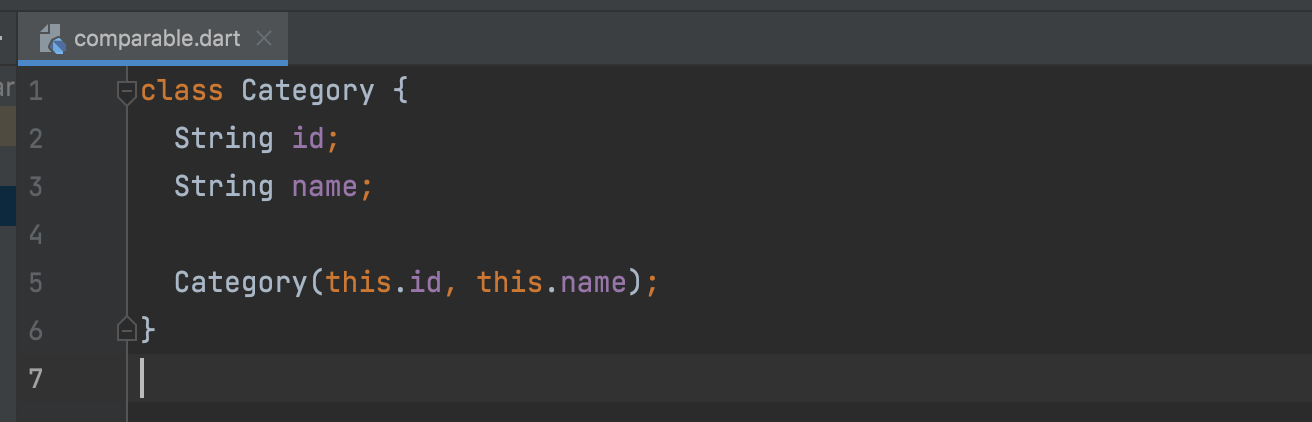 comparable.dart
ar
1 class Category {
2 String id;
3 String name;
4
5 Category(this.id, this.name);
6 }
7